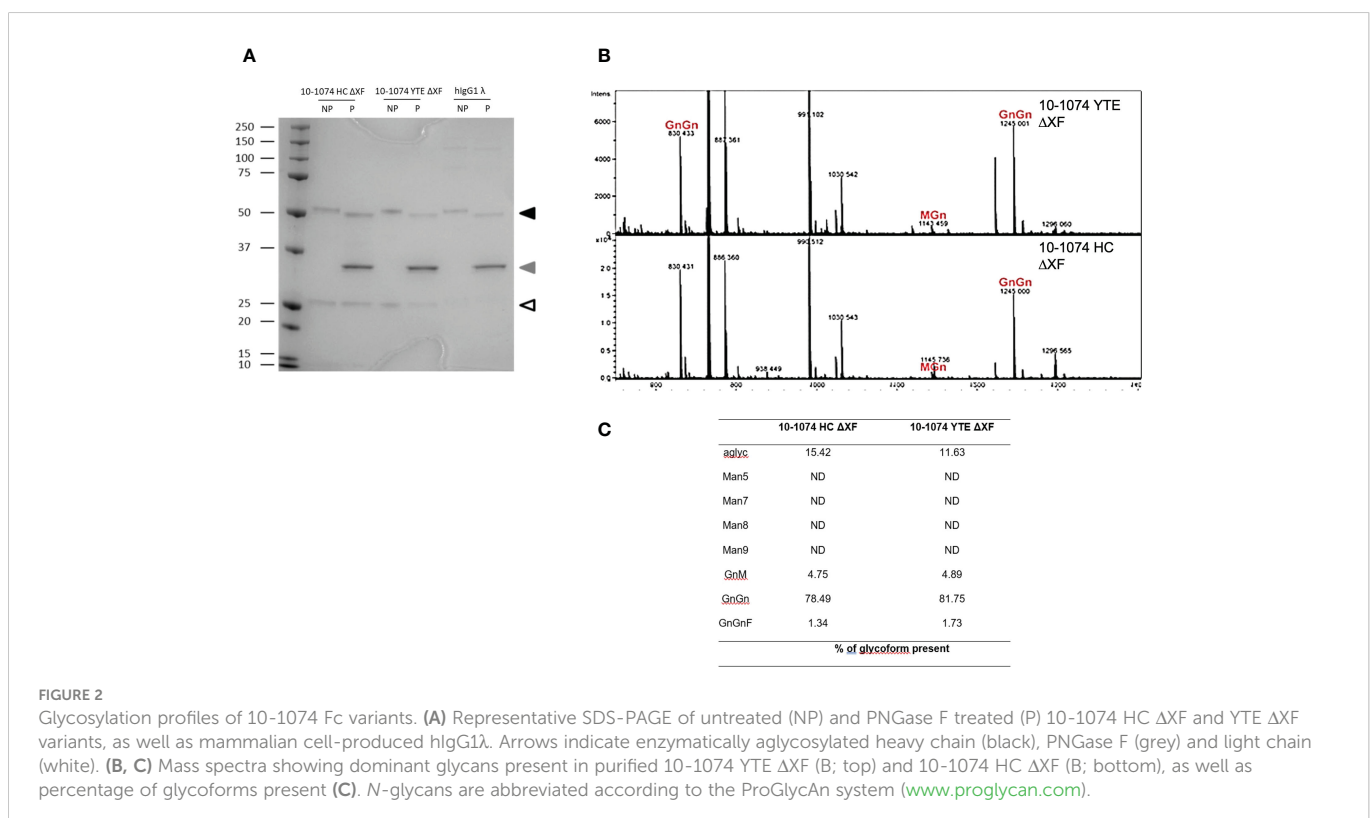 A
10-1074 HC ΔXF 10-1074 YTE ΔXF hIgG1 λ
NP P NP P NP P
250
150
100
75
50
37
25
20
15
10
B
Intens.
6000
4000
2000
0
GnGn
830 433
887 361
991.102
1030 542
MGn
1143 459
GnGn
1245 001
1296 060
10-1074 YTE
ΔXF
2 0
1 5
1 0
0 5
0 0
830 431
886 360
938 449
990.512
1030 543
1145 736
MGn
GnGn
1245 000
1296 565
10-1074 HC
ΔXF
C
10-1074 HC ΔXF 10-1074 YTE ΔXF
aglyc 15.42 11.63
Man5 ND ND
Man7 ND ND
Man8 ND ND
Man9 ND ND
GnM 4.75 4.89
GnGn 78.49 81.75
GnGnF 1.34 1.73
% of glycoform present
FIGURE 2
Glycosylation profiles of 10-1074 Fc variants. (A) Representative SDS-PAGE of untreated (NP) and PNGase F treated (P) 10-1074 HC ΔXF and YTE ΔXF
variants, as well as mammalian cell-produced hIgG1λ. Arrows indicate enzymatically aglycosylated heavy chain (black), PNGase F (grey) and light chain
(white). (B, C) Mass spectra showing dominant glycans present in purified 10-1074 YTE ΔXF (B; top) and 10-1074 HC ΔXF (B; bottom), as well as
percentage of glycoforms present (C). N-glycans are abbreviated according to the ProGlycAn system (www.proglycan.com).